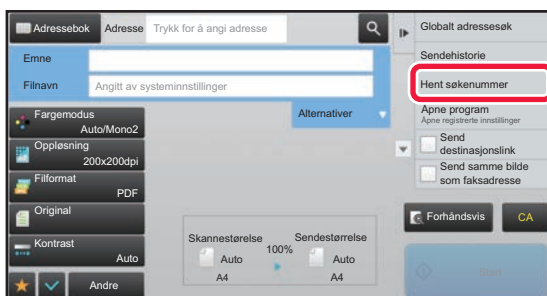 Adressebok
Adresse
Trykk for å angi adresse
Emne
Filnavn
Angitt av systeminnstillinger
Alternativer
Fargemodus
Auto/Mono2
Oppløsning
200x200dpi
Filformat
PDF
Original
Kontrast
Auto
Andre
Skannestørelse
100%
Sendestørrelse
Auto
A4
Auto
A4
Globalt adressesøk
Sendehistorie
Hent søkenummer
Åpne program
Åpne registrerte innstillinger
Send
destinasjonslink
Send samme bilde
som faksadresse
Forhåndsvis
CA
Start